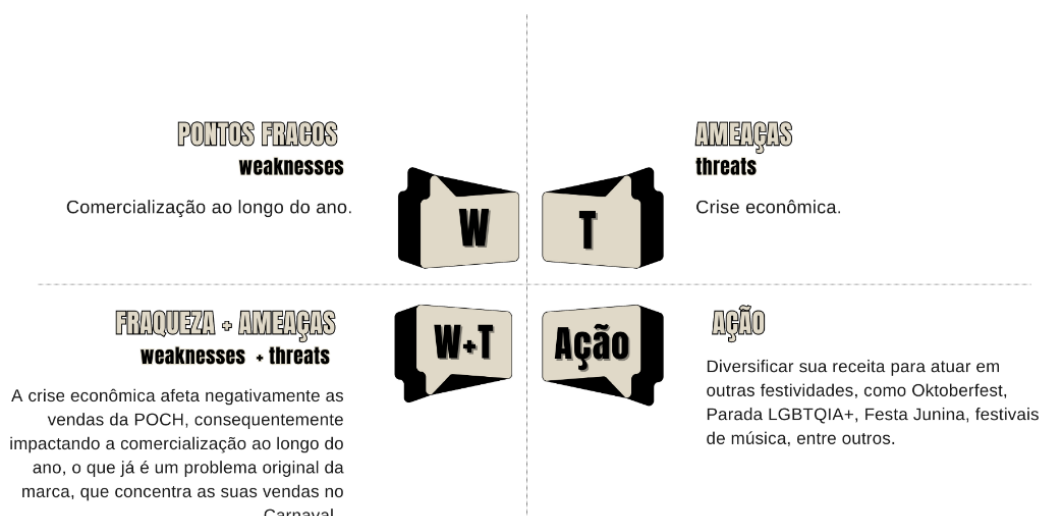 PONTOS FRACOS
weaknesses
Comercialização ao longo do ano.
W
T
AMEAÇAS
threats
Crise econômica.
FRAQUEZA + AMEAÇAS
weaknesses + threats
A crise econômica afeta negativamente as
vendas da POCH, consequentemente
impactando a comercialização ao longo do
ano, o que já é um problema original da
marca, que concentra as suas vendas no
Carnaval.
W+T
Ação
AÇÃO
Diversificar sua receita para atuar em
outras festividades, como Oktoberfest,
Parada LGBTQIA+, Festa Junina, festivais
de música, entre outros.